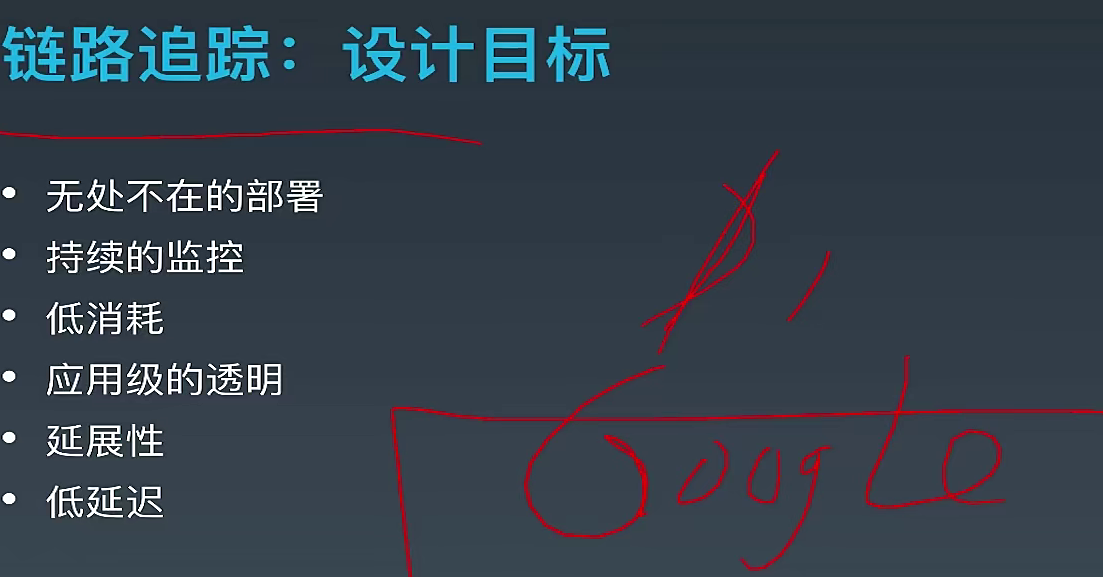 链路追踪：设计目标
• 无处不在的部署
• 持续的监控
• 低消耗
• 应用级的透明
• 延展性
• 低延迟
Google